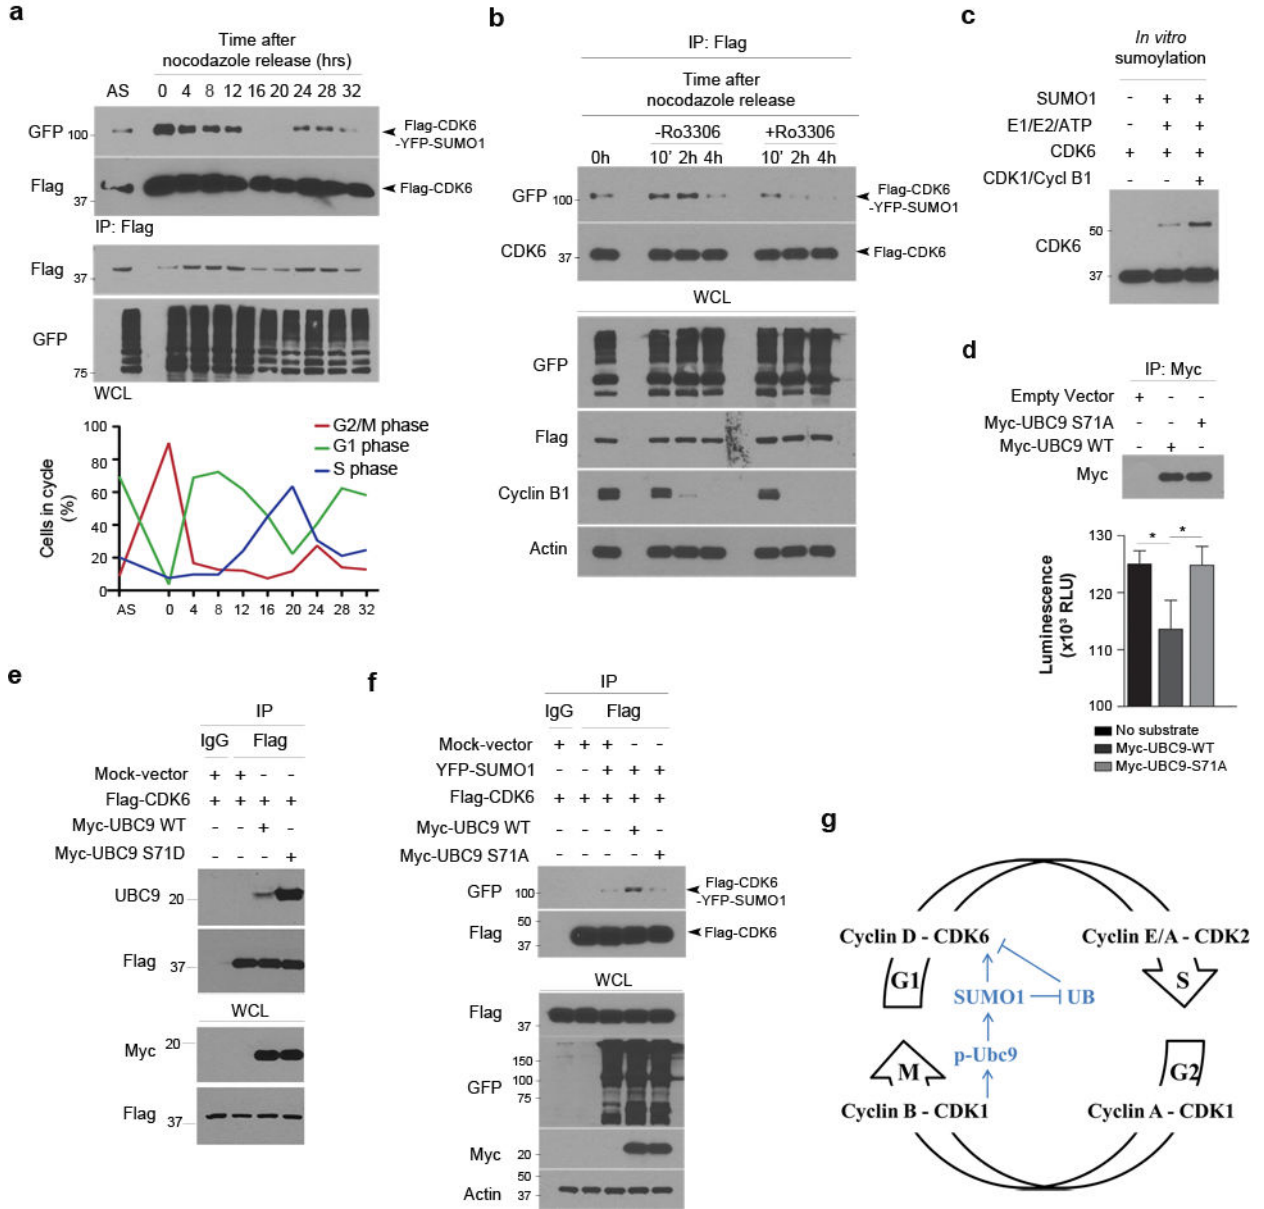 a
Time after
nocodazole release (hrs)
AS 0 4 8 12 16 20 24 28 32
GFP 100 Flag-CDK6
-YFP-SUMO1
Flag 37 Flag-CDK6
IP: Flag
Flag 37
GFP 75
WCL
G2/M phase
G1 phase
S phase
Cells in cycle
(%)
100
80
60
40
20
0
AS 0 4 8 12 16 20 24 28 32
b
IP: Flag
Time after
nocodazole release
-Ro3306 +Ro3306
0h 10' 2h 4h 10' 2h 4h
GFP 100 Flag-CDK6
-YFP-SUMO1
CDK6 37 Flag-CDK6
WCL
GFP
Flag
Cyclin B1
Actin
c
In vitro
sumoylation
SUMO1 - + +
E1/E2/ATP - + +
CDK6 + + +
CDK1/Cycl B1 - - +
CDK6 50
37
d
IP: Myc
Empty Vector + - -
Myc-UBC9 S71A - - +
Myc-UBC9 WT - + -
Myc
Luminescence
(x10³ RLU)
130
120
110
100
* *
No substrate
Myc-UBC9-WT
Myc-UBC9-S71A
e
IP
IgG Flag
Mock-vector + + - -
Flag-CDK6 + + + +
Myc-UBC9 WT - - + -
Myc-UBC9 S71D - - - +
UBC9 20
Flag 37
WCL
Myc 20
Flag 37
f
IP
IgG Flag
Mock-vector + + + - -
YFP-SUMO1 - - + + +
Flag-CDK6 + + + + +
Myc-UBC9 WT - - - + -
Myc-UBC9 S71A - - - - +
GFP 100 Flag-CDK6
-YFP-SUMO1
Flag 50
37 Flag-CDK6
WCL
Flag 37
GFP 150
100
75
Myc 20
Actin 50
37
g
Cyclin D - CDK6 Cyclin E/A - CDK2
G1 S
SUMO1 UB
p-Ubc9
M G2
Cyclin B - CDK1 Cyclin A - CDK1